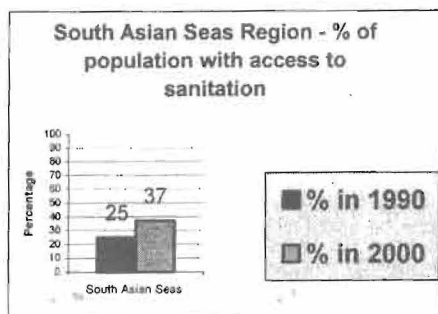 South Asian Seas Region - % of
population with access to
sanitation
100
90
80
70
60
50
40
30
20
10
0
Percentage
25
37
South Asian Seas
% in 1990
% in 2000